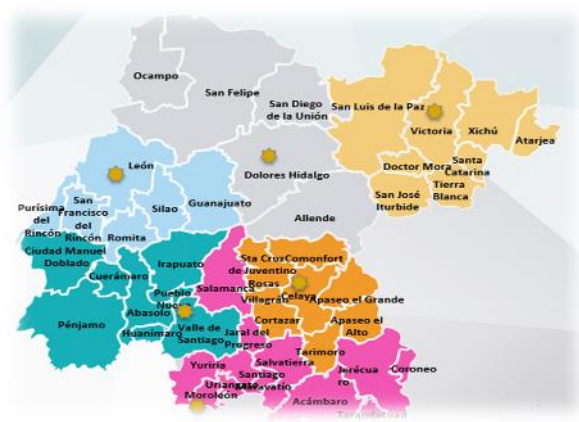 Ocampo
San Felipe
San Diego
de la Unión
San Luis de la Paz
Victoria
Xichú
Atarjea
León
Dolores Hidalgo
Doctor Mora
Santa
Catarina
Tierra
Blanca
San José
Iturbide
Purísima
del
Rincón
San
Francisco
del
Rincón
Silao
Guanajuato
Romita
Allende
Ciudad Manuel
Doblado
Cuerámaro
Irapuato
Salamanca
Sta Cruz
de Juventino
Rosas
Comonfort
Pueblo
Nuevo
Villagrán
Celaya
Apaseo el Grande
Pénjamo
Abasolo
Huanímaro
Valle de
Santiago
Jaral del
Progreso
Cortazar
Apaseo el
Alto
Tarimoro
Yuriria
Salvatierra
Santiago
Maravatío
Uriangato
Moroleón
Jerécua
ro
Coroneo
Acámbaro